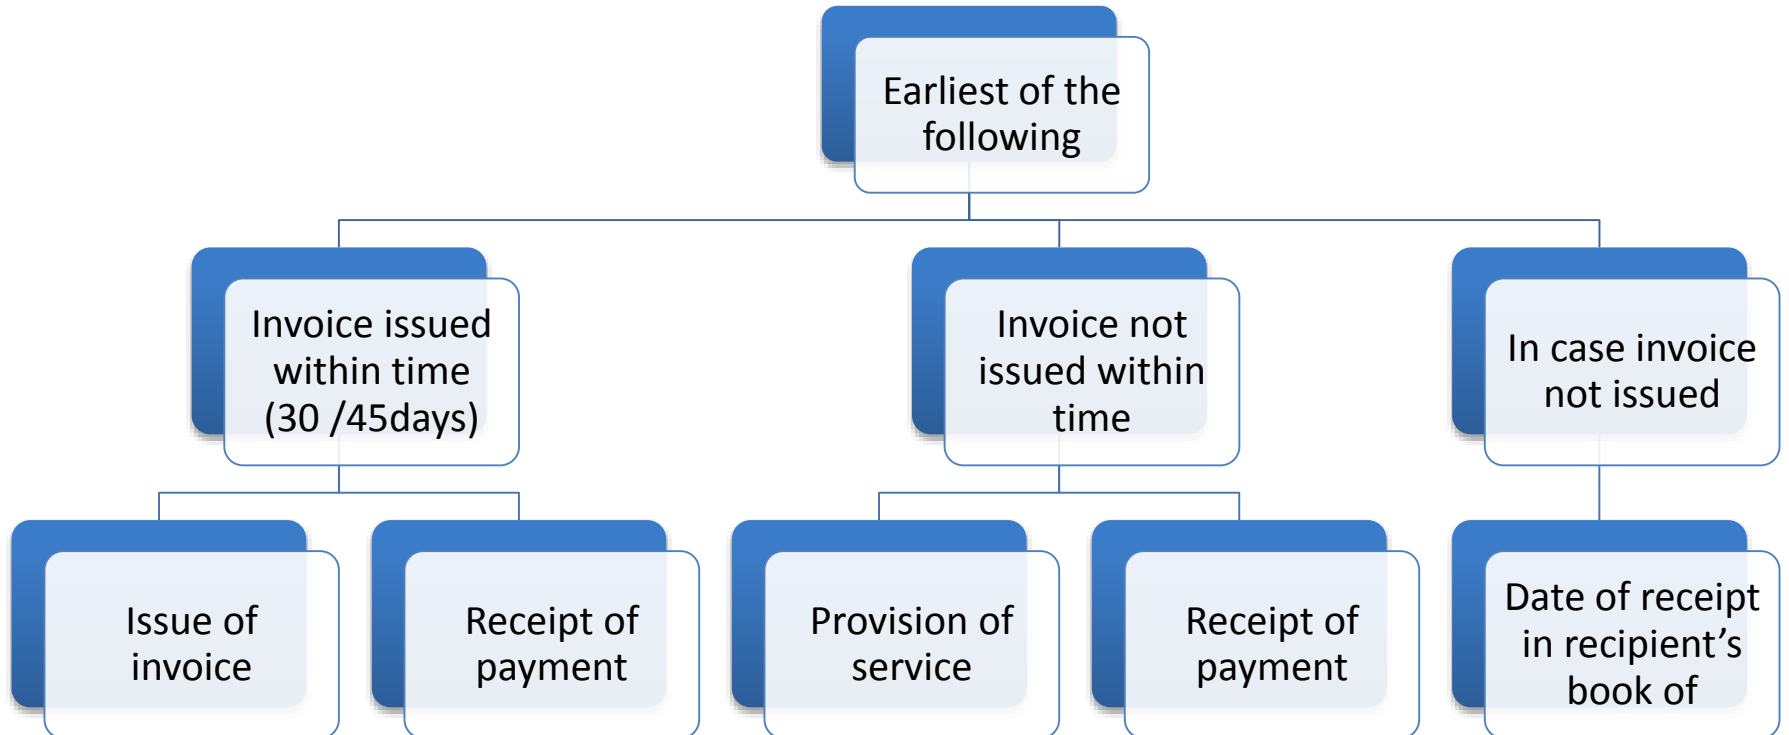 Earliest of the
following
Invoice issued
within time
(30 /45days)
Invoice not
issued within
time
In case invoice
not issued
Issue of
invoice
Receipt of
payment
Provision of
service
Receipt of
payment
Date of receipt
in recipient’s
book of